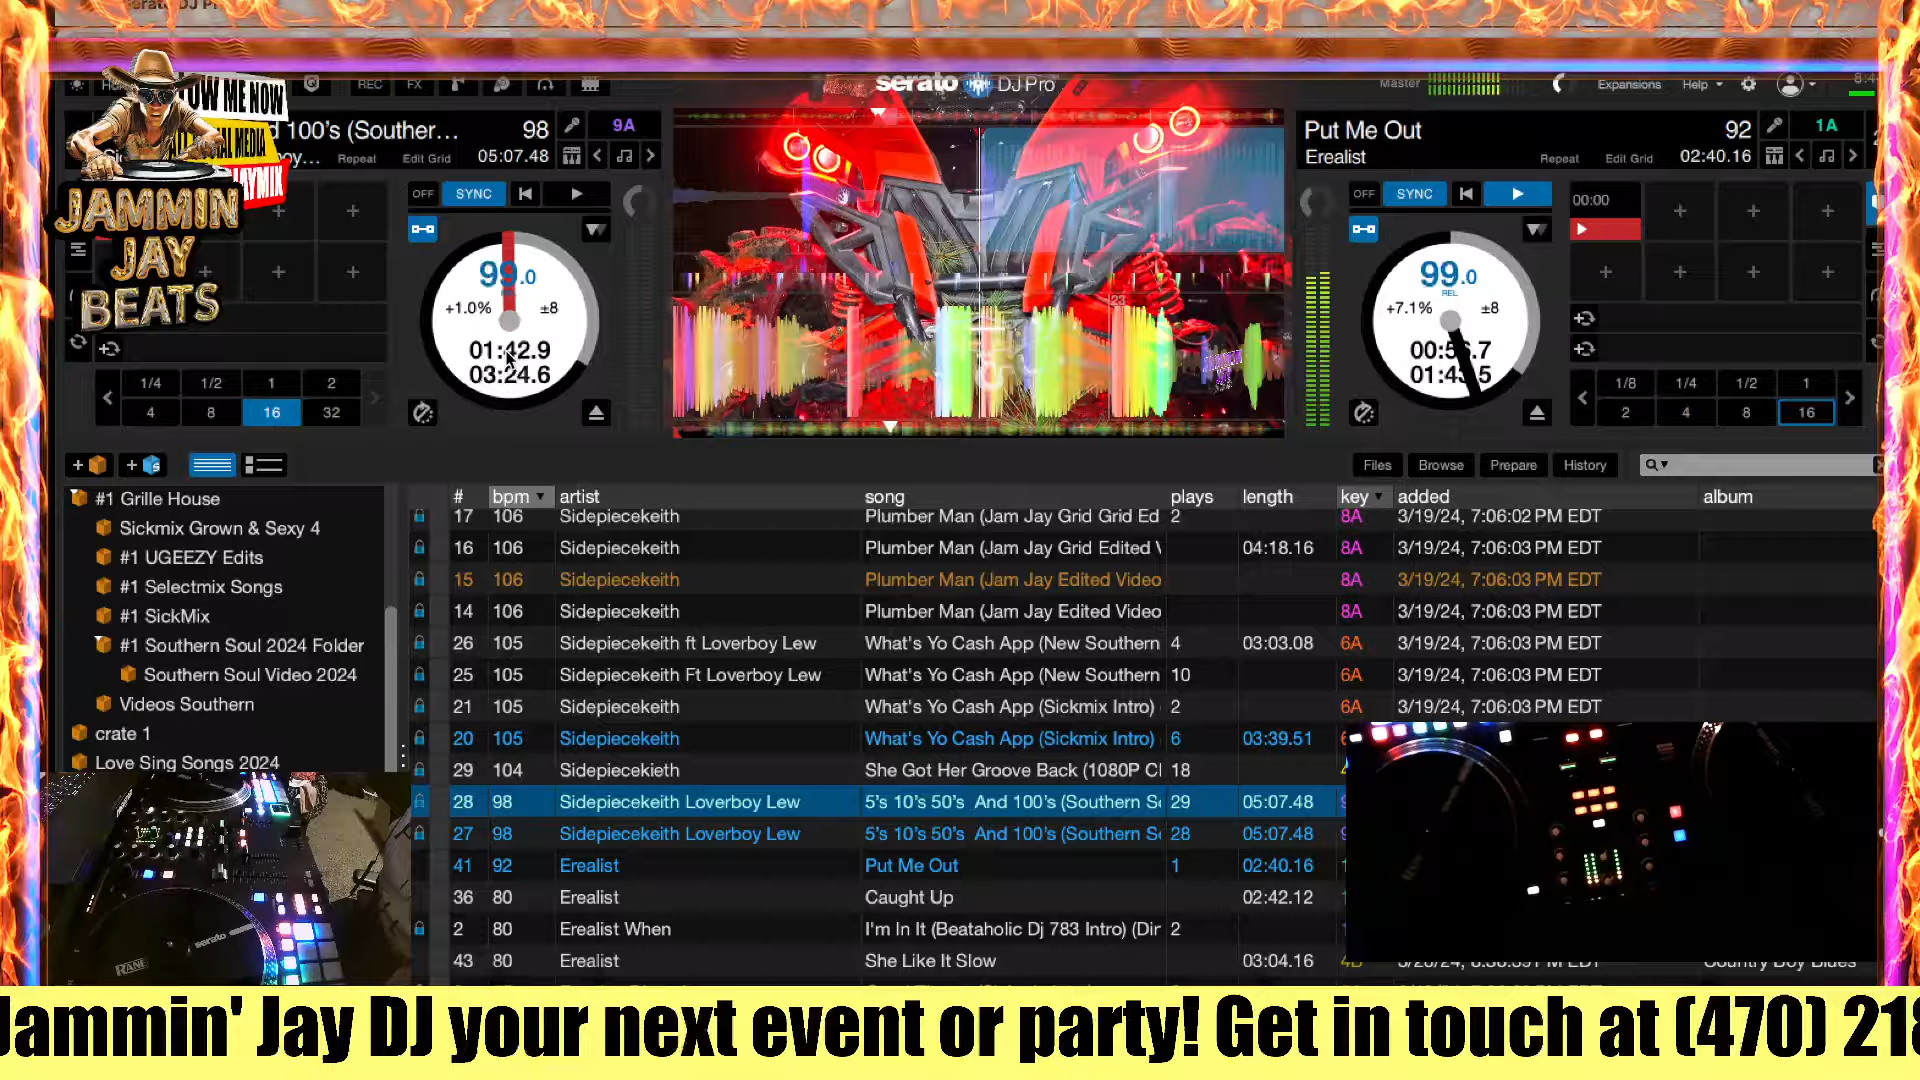 serato DJ Pro
REC FX
Master
Expansions Help
OW ME NOW
L MEDIA
JAYMIX
JAMMIN
JAY
BEATS
100's (Souther... 98 9A
Repeat Edit Grid 05:07.48
OFF SYNC
99.0
+1.0% ±8
01:42.9
03:24.6
1/4 1/2 1 2
4 8 16 32
23
Put Me Out 92 1A
Erealist Repeat Edit Grid 02:40.16
OFF SYNC
00:00
99.0
REL
+7.1% ±8
1/8 1/4 1/2 1
2 4 8 16
Files Browse Prepare History
#1 Grille House
Sickmix Grown & Sexy 4
#1 UGEEZY Edits
#1 Selectmix Songs
#1 SickMix
#1 Southern Soul 2024 Folder
Southern Soul Video 2024
Videos Southern
crate 1
Love Sing Songs 2024
# bpm artist song plays length key added album
17 106 Sidepiecekeith Plumber Man (Jam Jay Grid Grid Ed 2 8A 3/19/24, 7:06:02 PM EDT
16 106 Sidepiecekeith Plumber Man (Jam Jay Grid Edited 04:18.16 8A 3/19/24, 7:06:03 PM EDT
15 106 Sidepiecekeith Plumber Man (Jam Jay Edited Video 8A 3/19/24, 7:06:03 PM EDT
14 106 Sidepiecekeith Plumber Man (Jam Jay Edited Video 8A 3/19/24, 7:06:03 PM EDT
26 105 Sidepiecekeith ft Loverboy Lew What's Yo Cash App (New Southern 4 03:03.08 6A 3/19/24, 7:06:03 PM EDT
25 105 Sidepiecekeith Ft Loverboy Lew What's Yo Cash App (New Southern 10 6A 3/19/24, 7:06:03 PM EDT
21 105 Sidepiecekeith What's Yo Cash App (Sickmix Intro) 2 6A 3/19/24, 7:06:03 PM EDT
20 105 Sidepiecekeith What's Yo Cash App (Sickmix Intro) 6 03:39.51
29 104 Sidepiecekieth She Got Her Groove Back (1080P Cl 18
28 98 Sidepiecekeith Loverboy Lew 5's 10's 50's And 100's (Southern So 29 05:07.48
27 98 Sidepiecekeith Loverboy Lew 5's 10's 50's And 100's (Southern So 28 05:07.48
41 92 Erealist Put Me Out 1 02:40.16
36 80 Erealist Caught Up 02:42.12
2 80 Erealist When I'm In It (Beataholic Dj 783 Intro) (Dir 2
43 80 Erealist She Like It Slow 03:04.16
serato
RANE
Jammin' Jay DJ your next event or party! Get in touch at (470) 218